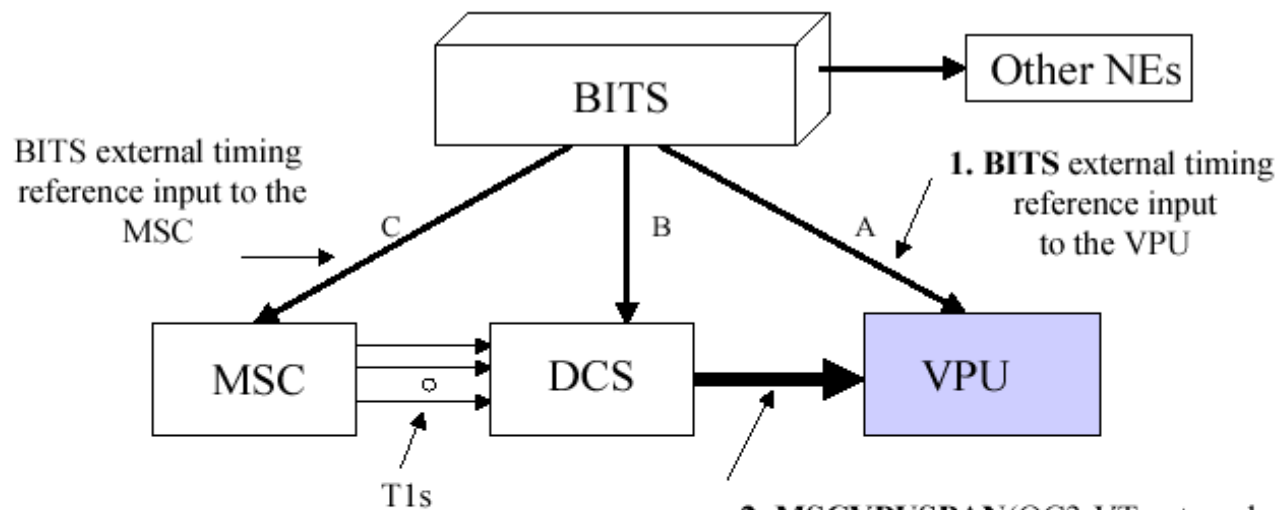 BITS
Other NEs
BITS external timing
reference input to the
MSC
1. BITS external timing
reference input
to the VPU
C
B
A
MSC
DCS
VPU
T1s